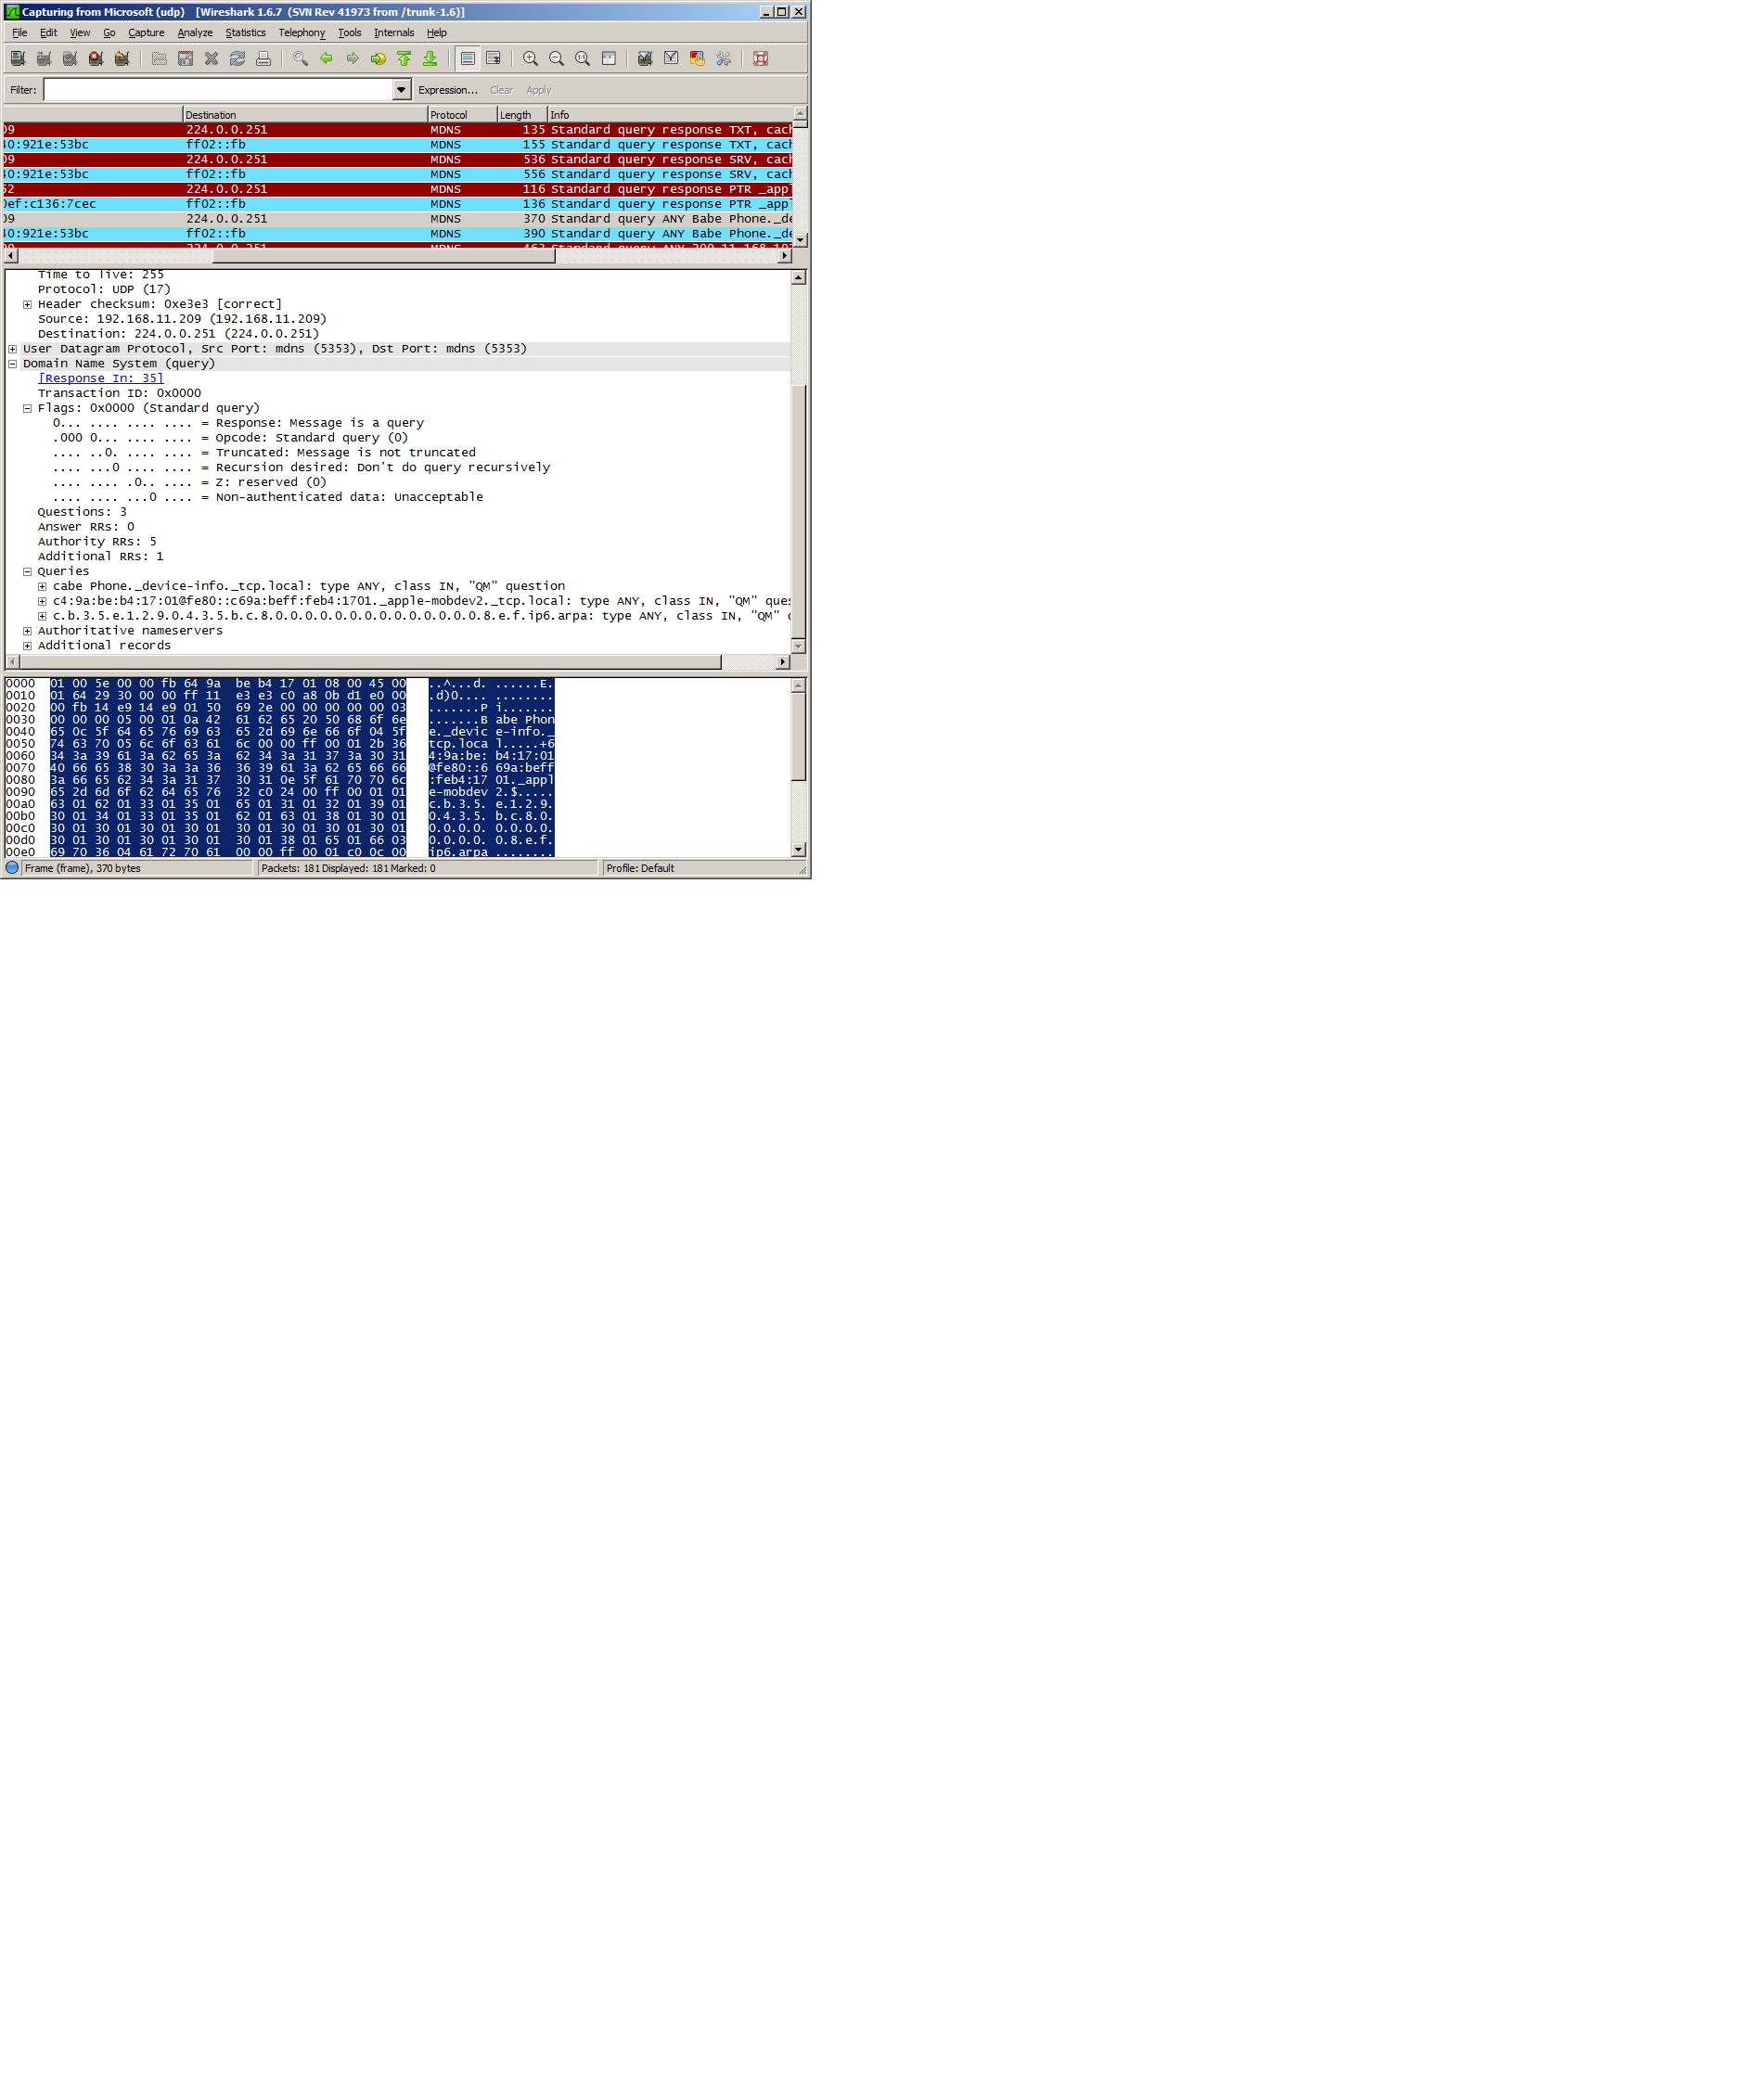 Capturing from Microsoft (udp) [Wireshark 1.6.7 (SVN Rev 41973 from /trunk-1.6)]
File Edit View Go Capture Analyze Statistics Telephony Tools Internals Help
Filter: Expression... Clear Apply
Destination Protocol Length Info
09 224.0.0.251 MDNS 135 Standard query response TXT, cach
40:921e:53bc ff02::fb MDNS 155 Standard query response TXT, cach
09 224.0.0.251 MDNS 536 Standard query response SRV, cach
40:921e:53bc ff02::fb MDNS 556 Standard query response SRV, cach
52 224.0.0.251 MDNS 116 Standard query response PTR _appl
0ef:c136:7cec ff02::fb MDNS 136 Standard query response PTR _appl
09 224.0.0.251 MDNS 370 Standard query ANY Babe Phone._de
40:921e:53bc ff02::fb MDNS 390 Standard query ANY Babe Phone._de
224.0.0.251 MDNS 463 Standard query ANY
Time to live: 255
Protocol: UDP (17)
Header checksum: 0xe3e3 [correct]
Source: 192.168.11.209 (192.168.11.209)
Destination: 224.0.0.251 (224.0.0.251)
User Datagram Protocol, Src Port: mdns (5353), Dst Port: mdns (5353)
Domain Name System (query)
[Response In: 35]
Transaction ID: 0x0000
Flags: 0x0000 (Standard query)
0... .... .... .... = Response: Message is a query
.000 0... .... .... = Opcode: Standard query (0)
.... ..0. .... .... = Truncated: Message is not truncated
.... ...0 .... .... = Recursion desired: Don't do query recursively
.... .... .0.. .... = Z: reserved (0)
.... .... ...0 .... = Non-authenticated data: Unacceptable
Questions: 3
Answer RRs: 0
Authority RRs: 5
Additional RRs: 1
Queries
cabe Phone._device-info._tcp.local: type ANY, class IN, "QM" question
c4:9a:be:b4:17:01@fe80::c69a:beff:feb4:1701._apple-mobdev2._tcp.local: type ANY, class IN, "QM" ques
c.b.3.5.e.1.2.9.0.4.3.5.b.c.8.0.0.0.0.0.0.0.0.0.0.0.0.0.0.8.e.f.ip6.arpa: type ANY, class IN, "QM" q
Authoritative nameservers
Additional records
0000 01 00 5e 00 00 fb 64 9a be b4 17 01 08 00 45 00 ..^...d. ......E.
0010 01 64 29 30 00 00 ff 11 e3 e3 c0 a8 0b d1 e0 00 .d)0.... ........
0020 00 fb 14 e9 14 e9 01 50 69 2e 00 00 00 00 00 03 .......P i.......
0030 00 00 00 05 00 01 0a 42 61 62 65 20 50 68 6f 6e .......B abe Phon
0040 65 0c 5f 64 65 76 69 63 65 2d 69 6e 66 6f 04 5f e._devic e-info._
0050 74 63 70 05 6c 6f 63 61 6c 00 00 ff 00 01 2b 36 tcp.loca l.....+6
0060 34 3a 39 61 3a 62 65 3a 62 34 3a 31 37 3a 30 31 4:9a:be: b4:17:01
0070 40 66 65 38 30 3a 3a 36 36 39 61 3a 62 65 66 66 @fe80::6 69a:beff
0080 3a 66 65 62 34 3a 31 37 30 31 0e 5f 61 70 70 6c :feb4:17 01._appl
0090 65 2d 6d 6f 62 64 65 76 32 c0 24 00 ff 00 01 01 e-mobdev 2.$.....
00a0 63 01 62 01 33 01 35 01 65 01 31 01 32 01 39 01 c.b.3.5. e.1.2.9.
00b0 30 01 34 01 33 01 35 01 62 01 63 01 38 01 30 01 0.4.3.5. b.c.8.0.
00c0 30 01 30 01 30 01 30 01 30 01 30 01 30 01 30 01 0.0.0.0. 0.0.0.0.
00d0 30 01 30 01 30 01 30 01 30 01 38 01 65 01 66 03 0.0.0.0. 0.8.e.f.
00e0 69 70 36 04 61 72 70 61 00 00 ff 00 01 c0 0c 00 ip6.arpa ........
Frame (frame), 370 bytes Packets: 181 Displayed: 181 Marked: 0 Profile: Default